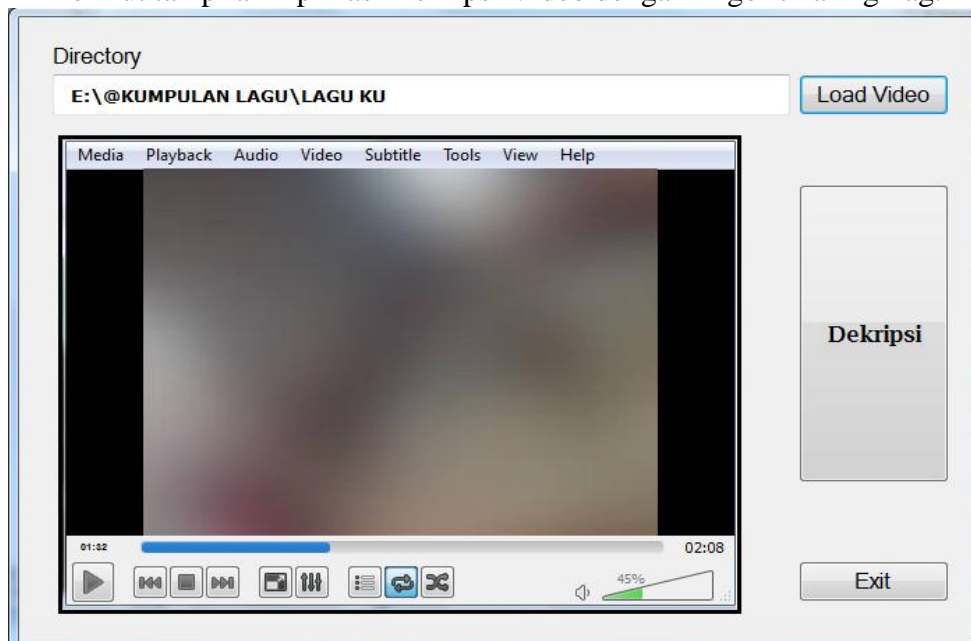 Directory
E:\@KUMPULAN LAGU\LAGU KU
Load Video
Media Playback Audio Video Subtitle Tools View Help
Dekripsi
01:32
02:08
45%
Exit